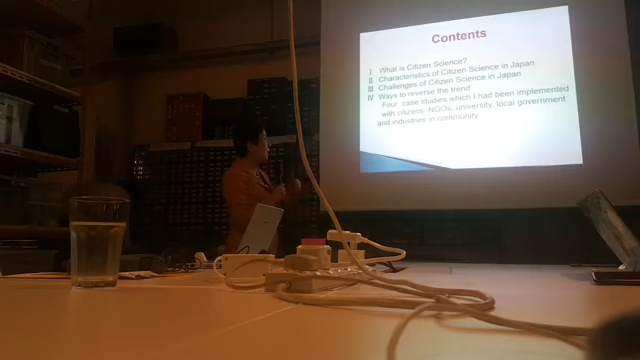 Contents
Ⅰ What is Citizen Science?
Ⅱ Characteristics of Citizen Science in Japan
Ⅲ Challenges of Citizen Science in Japan
Ⅳ Ways to reverse the trend
Four case studies which I had been implemented
with citizens, NGOs, university, local government
and industries in community